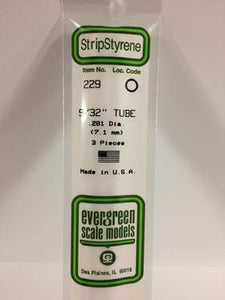 StripStyrene
Item No. Loc. Code
229
9/32" TUBE
.281 Dia.
(7.1 mm)
3 Pieces
Made in U.S.A.
evergreen
scale models
Des Plaines, IL 60018